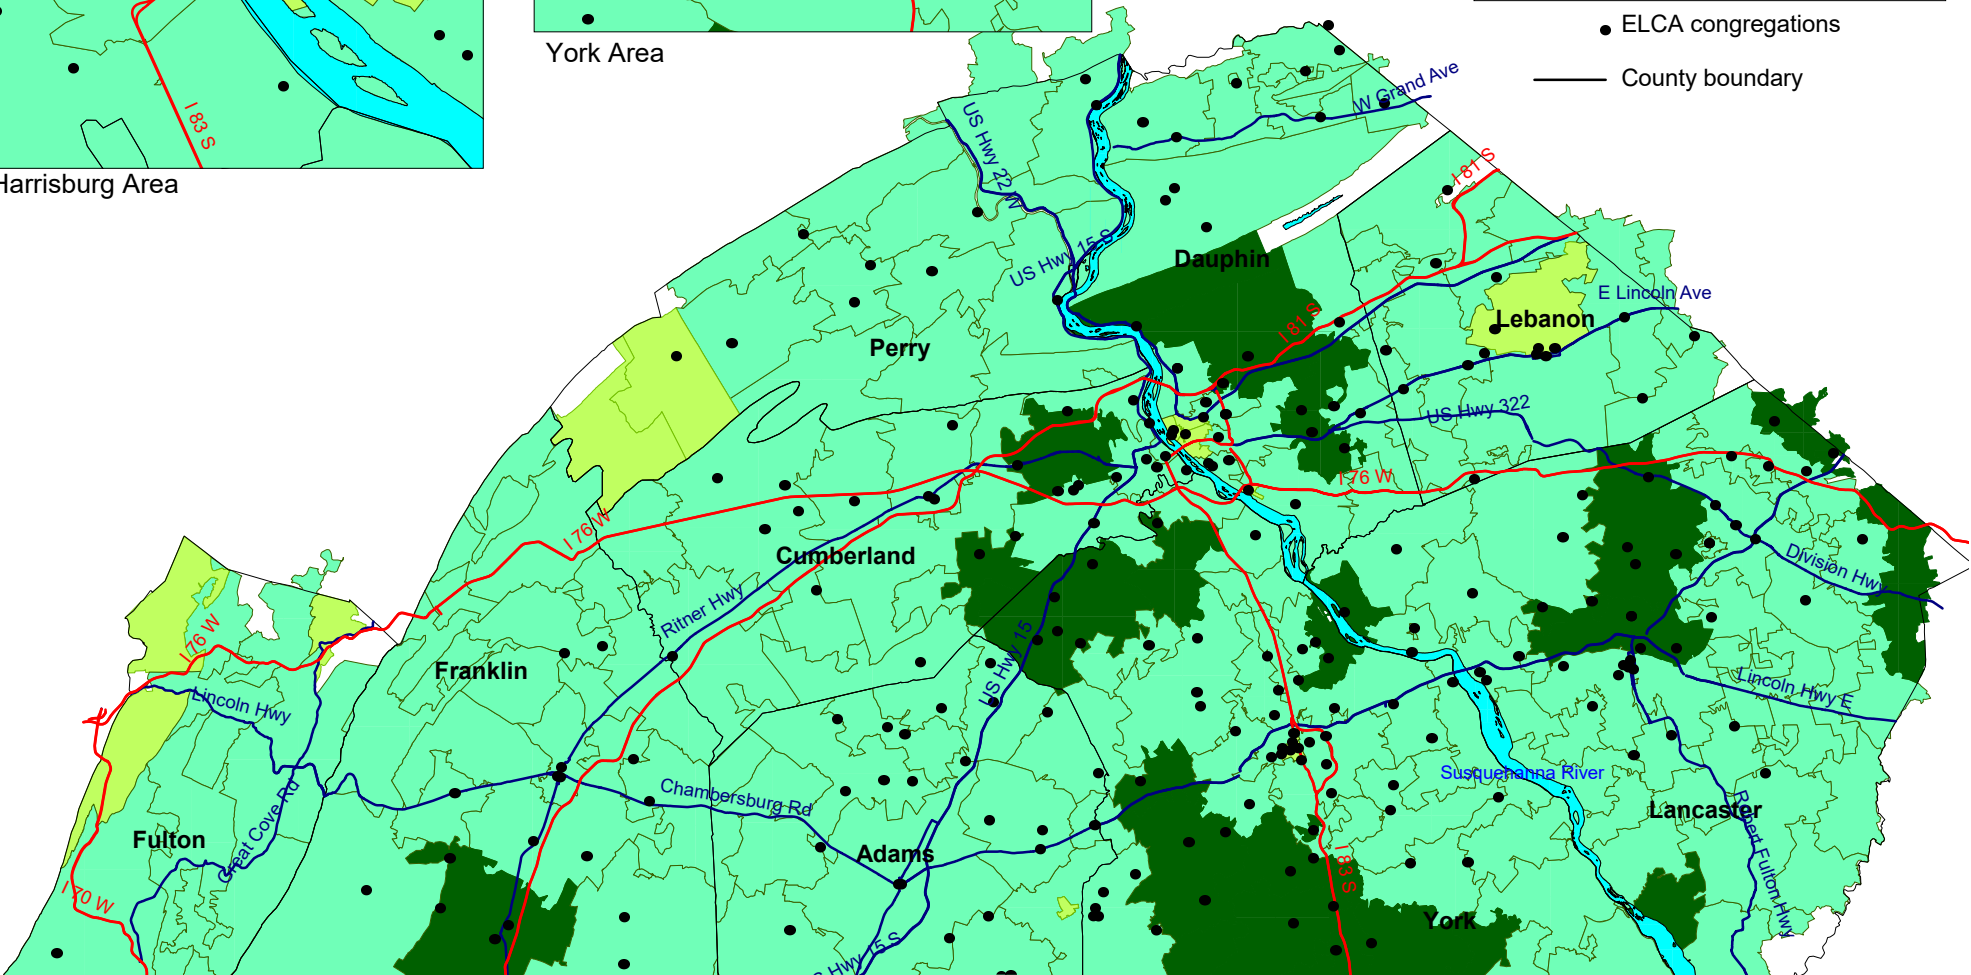 ELCA congregations
County boundary
York Area
I 83 S
Harrisburg Area
W Grand Ave
US Hwy 22 W
I 81 S
US Hwy 15 S
Dauphin
E Lincoln Ave
I 81 S
Lebanon
Perry
US Hwy 322
I 76 W
I 76 W
Cumberland
Division Hwy
Ritner Hwy
I 76 W
Franklin
US Hwy 15
Lincoln Hwy E
Lincoln Hwy
Susquehanna River
Chambersburg Rd
Lancaster
Great Cove Rd
Fulton
Adams
Robert Fulton Hwy
I 83 S
I 70 W
York
S Hwy 15 S